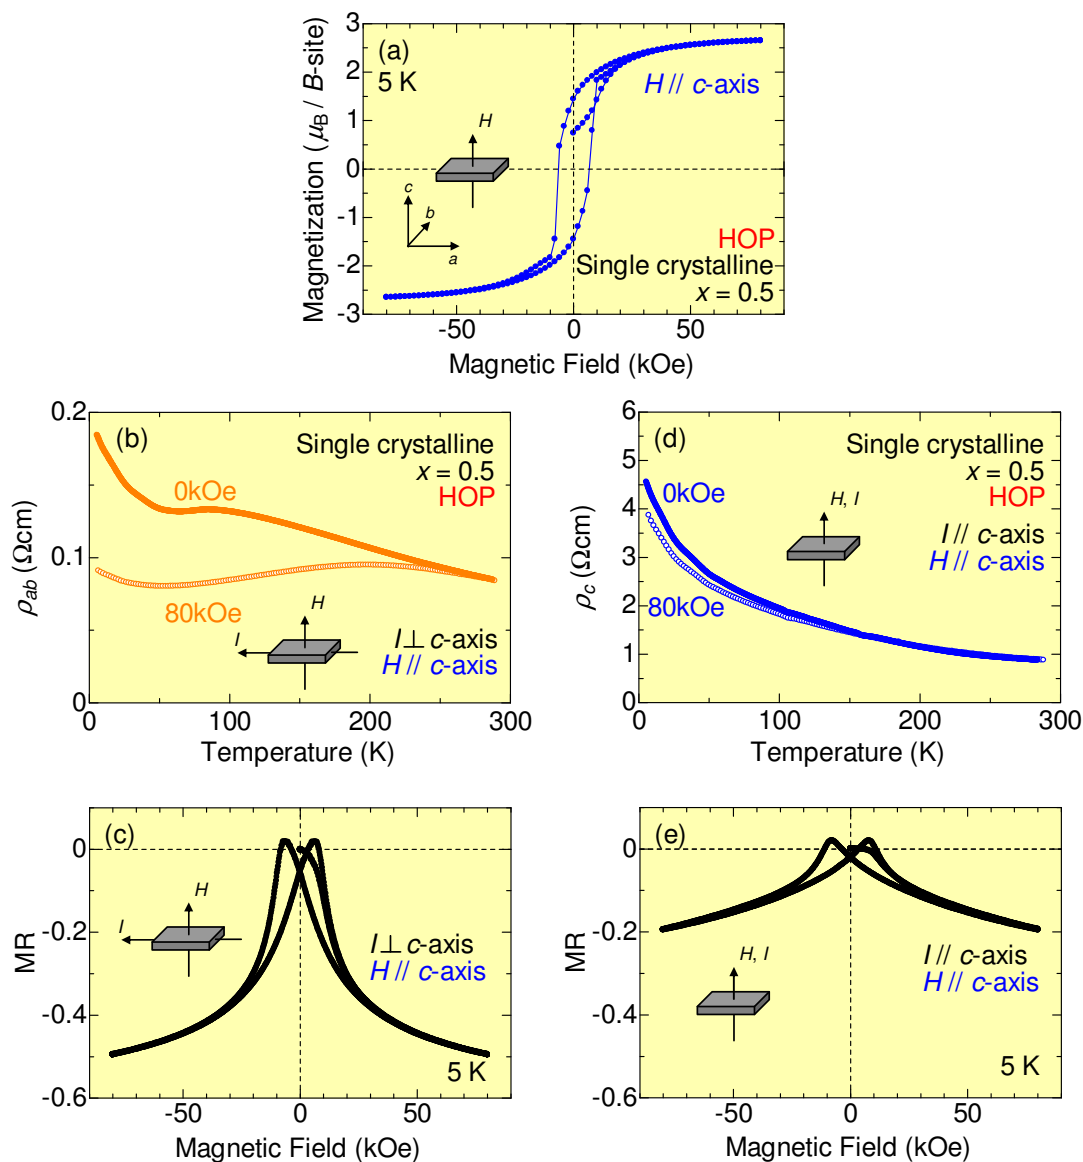 (a)
5 K
H // c-axis
H
c
b
a
HOP
Single crystalline
x = 0.5
3
2
1
0
-1
-2
-3
Magnetization (μB / B-site)
-50
0
50
Magnetic Field (kOe)
(b)
Single crystalline
x = 0.5
HOP
0kOe
80kOe
H
I
I⊥ c-axis
H // c-axis
0.2
0.1
0
ρab (Ωcm)
0
100
200
300
Temperature (K)
(d)
Single crystalline
x = 0.5
HOP
0kOe
H, I
I // c-axis
H // c-axis
80kOe
6
5
4
3
2
1
0
ρc (Ωcm)
0
100
200
300
Temperature (K)
(c)
H
I
I⊥ c-axis
H // c-axis
5 K
0
-0.2
-0.4
-0.6
MR
-50
0
50
Magnetic Field (kOe)
(e)
H, I
I // c-axis
H // c-axis
5 K
0
-0.2
-0.4
-0.6
MR
-50
0
50
Magnetic Field (kOe)